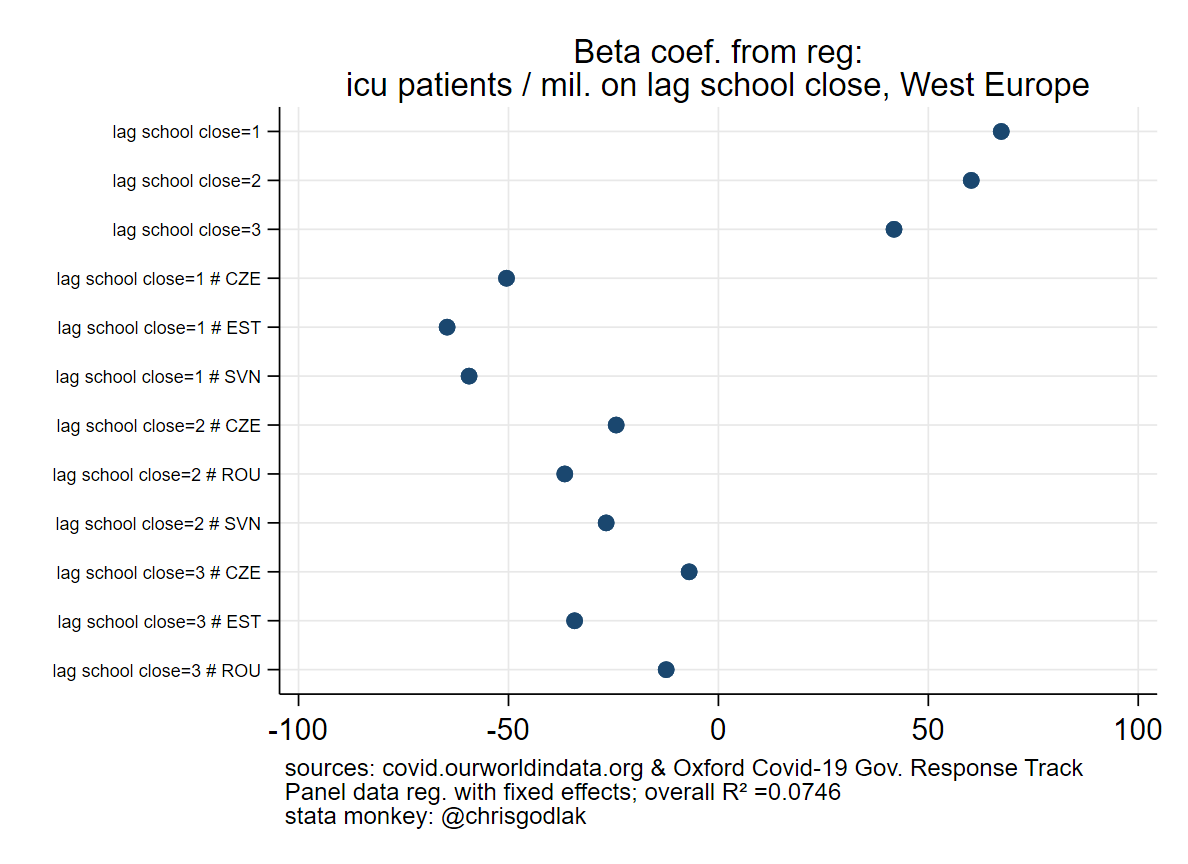 Beta coef. from reg:
icu patients / mil. on lag school close, West Europe
lag school close=1
lag school close=2
lag school close=3
lag school close=1 # CZE
lag school close=1 # EST
lag school close=1 # SVN
lag school close=2 # CZE
lag school close=2 # ROU
lag school close=2 # SVN
lag school close=3 # CZE
lag school close=3 # EST
lag school close=3 # ROU
-100 -50 0 50 100
sources: covid.ourworldindata.org & Oxford Covid-19 Gov. Response Track
Panel data reg. with fixed effects; overall R² =0.0746
stata monkey: @chrisgodlak